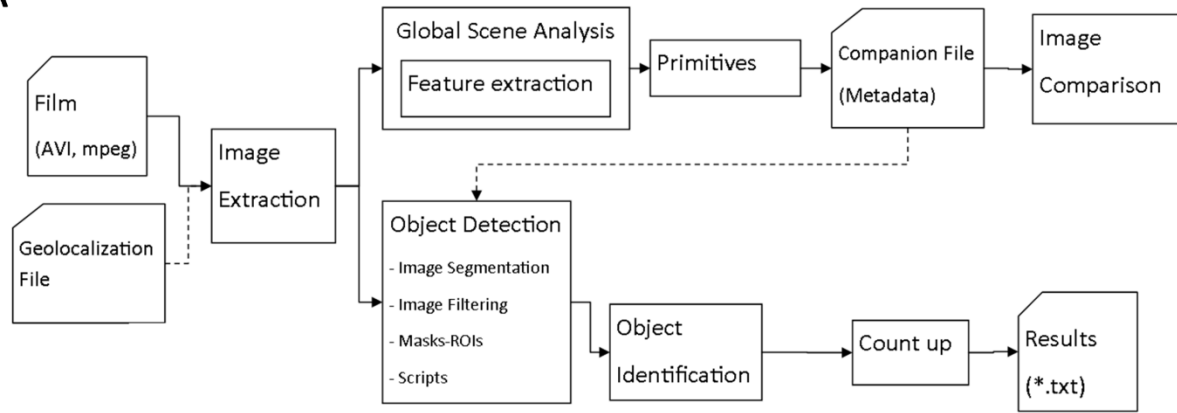 Global Scene Analysis
Feature extraction
Primitives
Companion File
(Metadata)
Image
Comparison
Film
(AVI, mpeg)
Image
Extraction
Geolocalization
File
Object Detection
- Image Segmentation
- Image Filtering
- Masks-ROIs
- Scripts
Object
Identification
Count up
Results
(*.txt)